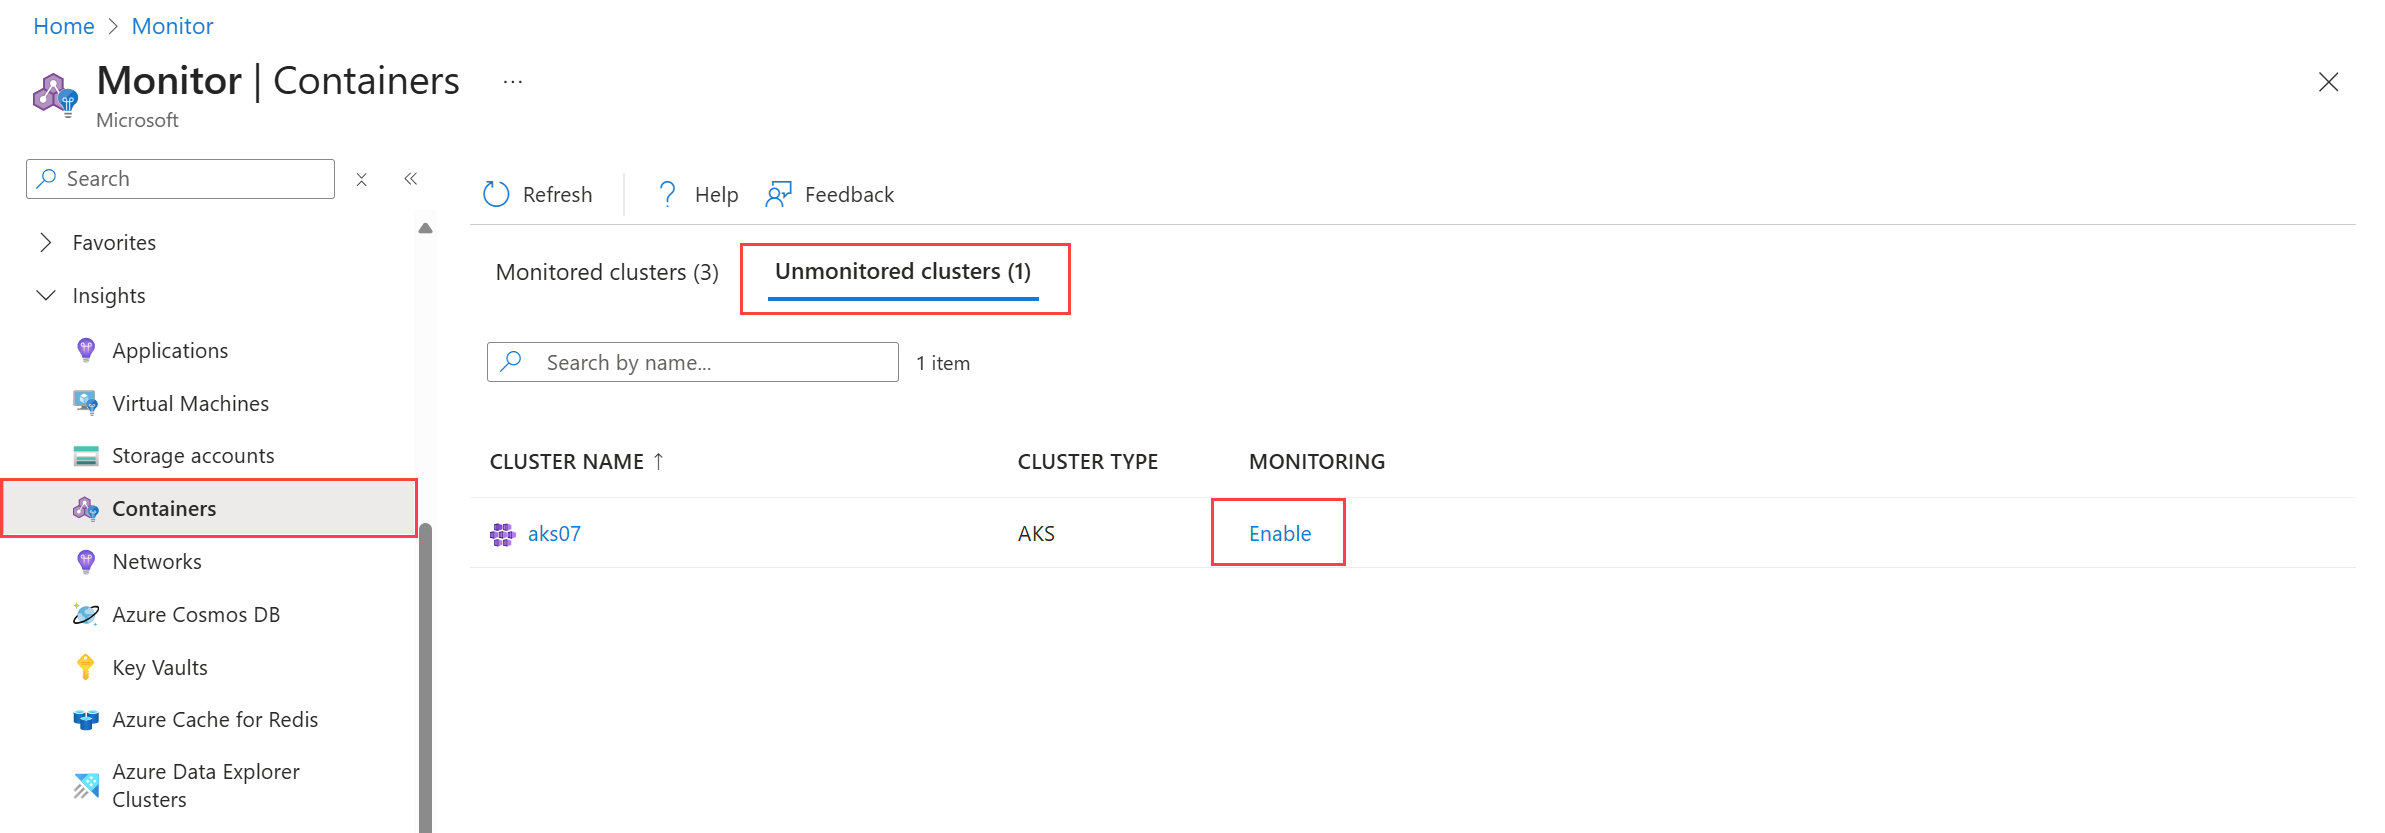 Home > Monitor
Monitor | Containers ...
Microsoft
Search
Refresh
Help
Feedback
Favorites
Insights
Applications
Virtual Machines
Storage accounts
Containers
Networks
Azure Cosmos DB
Key Vaults
Azure Cache for Redis
Azure Data Explorer
Clusters
Monitored clusters (3)
Unmonitored clusters (1)
Search by name...
1 item
CLUSTER NAME ↑
CLUSTER TYPE
MONITORING
aks07
AKS
Enable